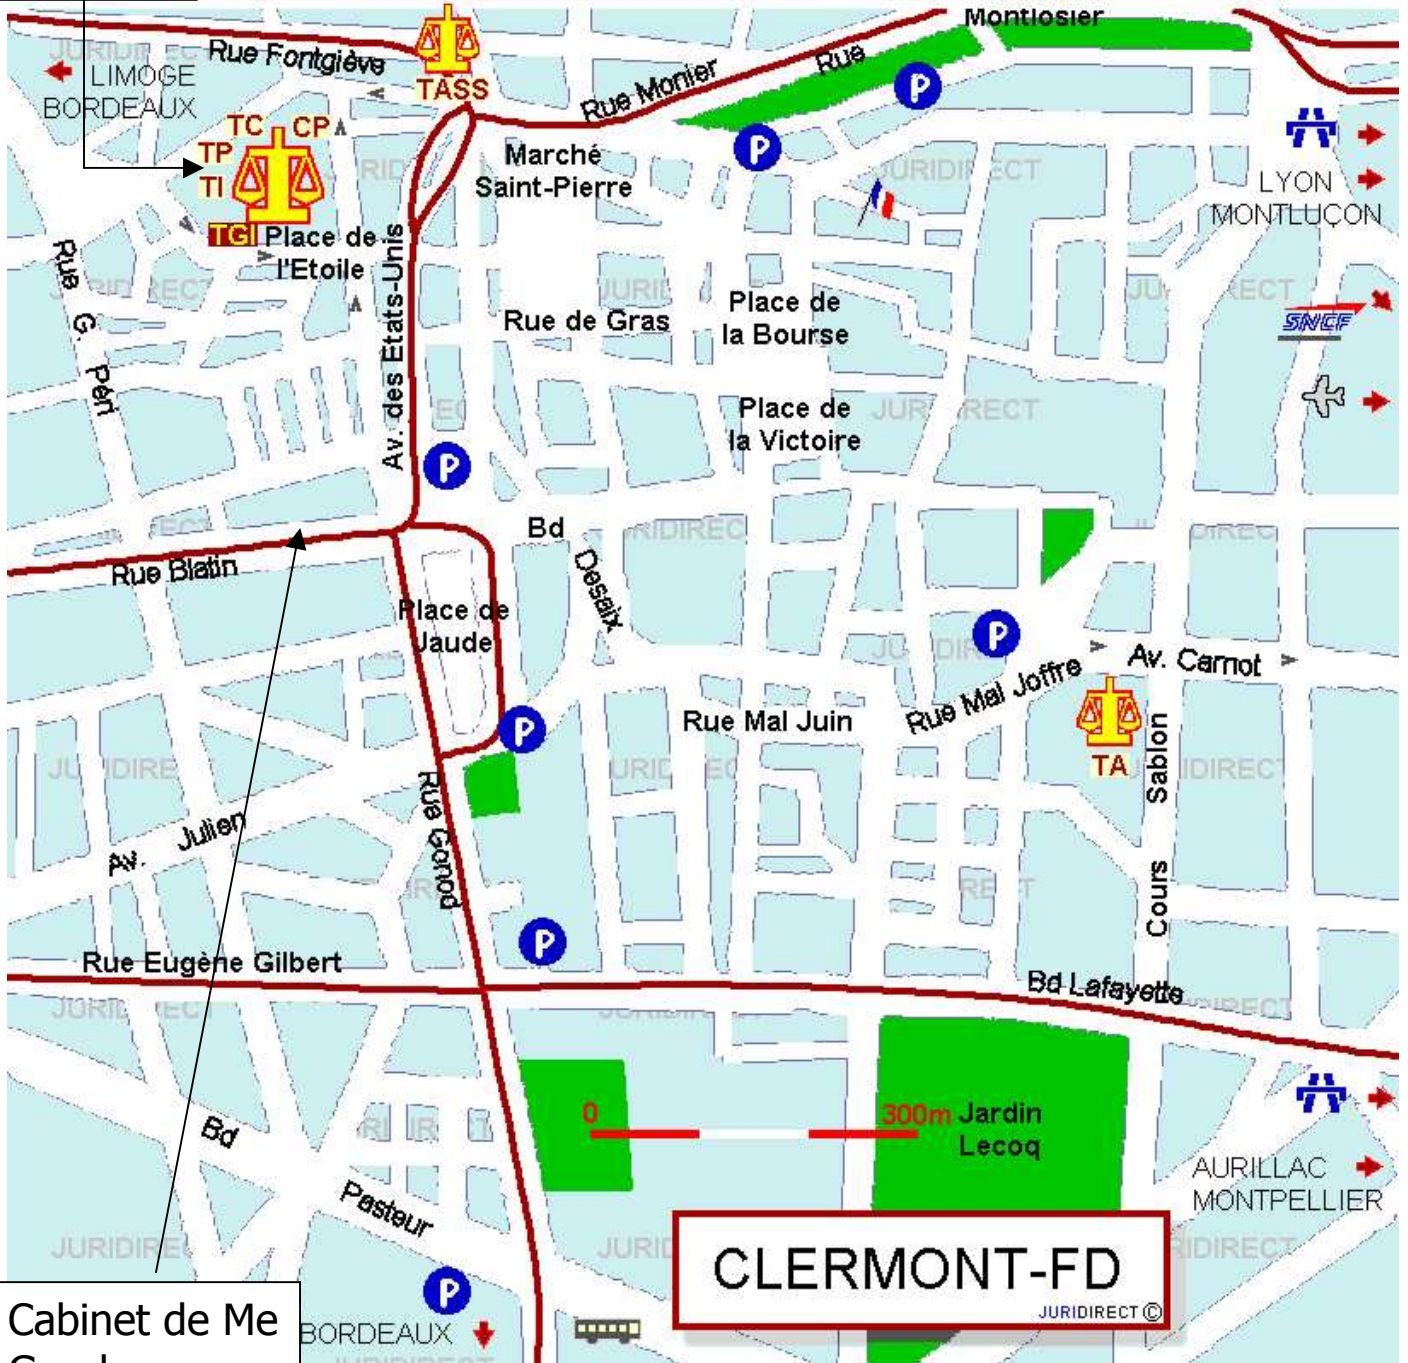 Montlosier
Rue Fontgiève
LIMOGE
BORDEAUX
TASS
Rue Monier
Rue
P
P
TC CP
TP
TI
TGI
Place de
l'Etoile
Marché
Saint-Pierre
LYON
MONTLUÇON
SNCF
Rue G. Péri
Av. des Etats-Unis
Rue de Gras
Place de
la Bourse
Place de
la Victoire
P
Rue Blatin
Bd Desaix
Place de
Jaude
P
Rue Mal Joffre
Av. Carnot
Rue Mal Juin
TA
Cours Sablon
P
Av. Julien
Rue Gonod
P
Rue Eugène Gilbert
Bd Lafayette
0 300m
Jardin
Lecoq
AURILLAC
MONTPELLIER
Bd Pasteur
P
BORDEAUX
Cabinet de Me
CLERMONT-FD
JURIDIRECT ©
JURIDIRECT